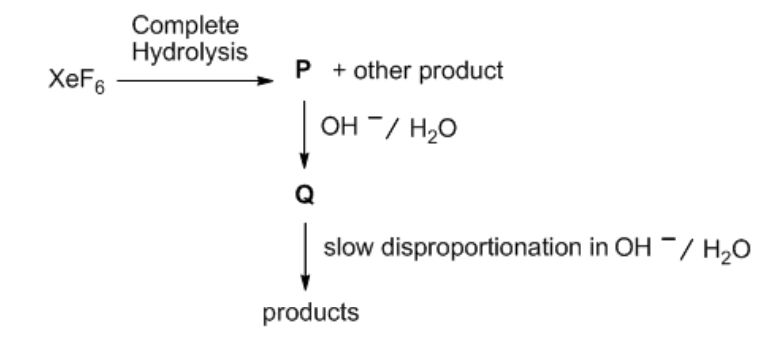 Complete
Hydrolysis
XeF₆
P + other product
OH ⁻/ H₂O
Q
slow disproportionation in OH ⁻/ H₂O
products